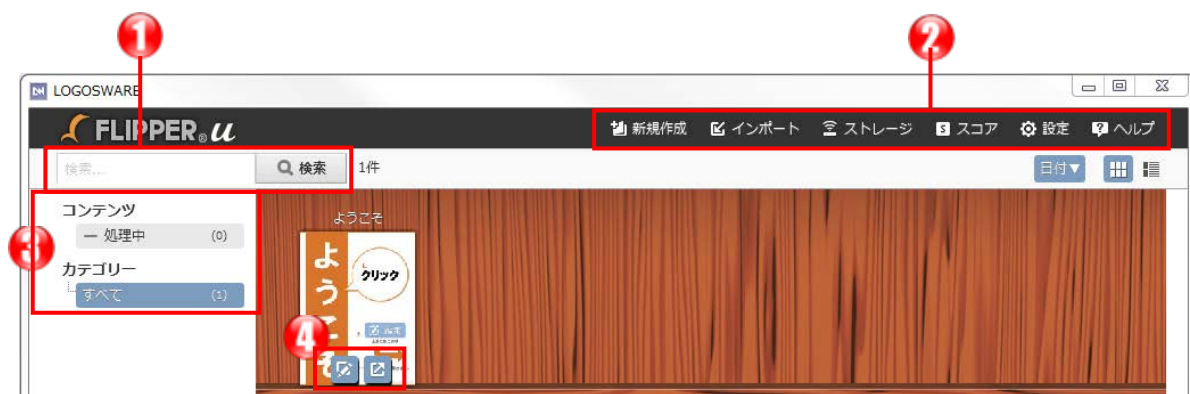 1
2
LOGOSWARE
FLIPPER® u
新規作成 インポート ストレージ S スコア 設定 ? ヘルプ
検索... 検索 1件
日付▼
3
コンテンツ
ー 処理中 (0)
カテゴリー
すべて (1)
ようこそ
ようこそ
クリック
4